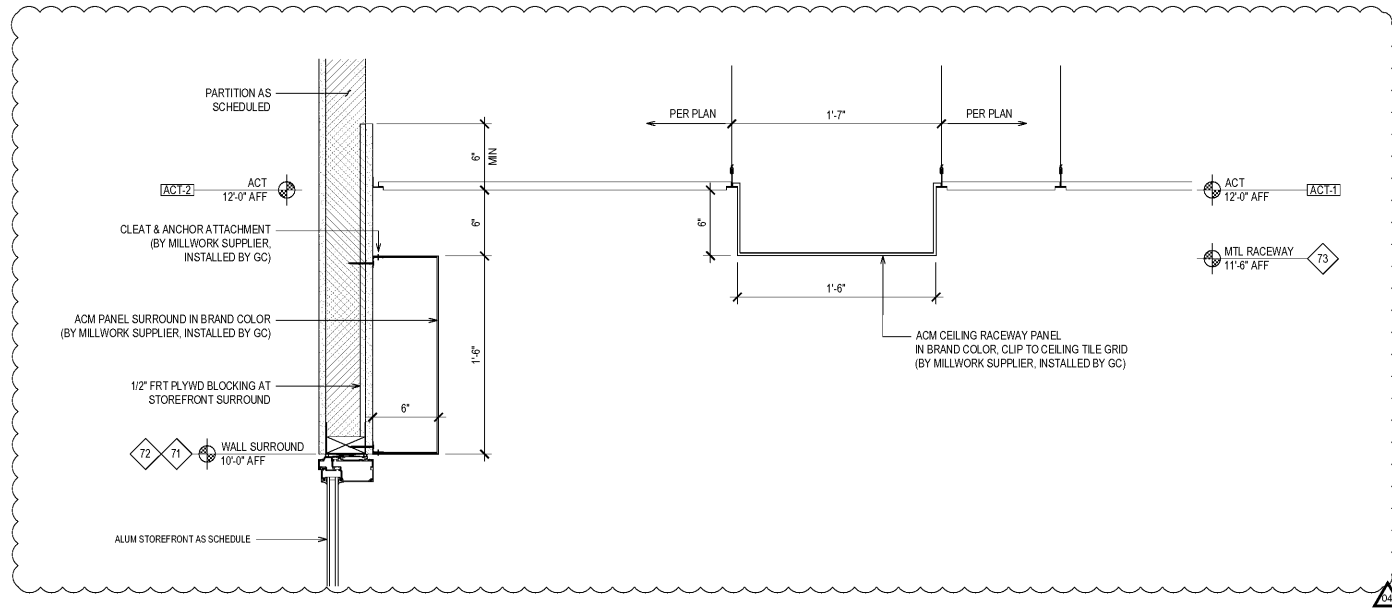 PARTITION AS
SCHEDULED
PER PLAN
1'-7"
PER PLAN
6"
MIN
ACT-2
ACT
12'-0" AFF
ACT
12'-0" AFF
ACT-1
6"
6"
CLEAT & ANCHOR ATTACHMENT
(BY MILLWORK SUPPLIER,
INSTALLED BY GC)
MTL RACEWAY
11'-6" AFF
73
1'-6"
ACM PANEL SURROUND IN BRAND COLOR
(BY MILLWORK SUPPLIER, INSTALLED BY GC)
ACM CEILING RACEWAY PANEL
IN BRAND COLOR, CLIP TO CEILING TILE GRID
(BY MILLWORK SUPPLIER, INSTALLED BY GC)
1'-6"
1/2" FRT PLYWD BLOCKING AT
STOREFRONT SURROUND
6"
72
71
WALL SURROUND
10'-0" AFF
ALUM STOREFRONT AS SCHEDULE
04